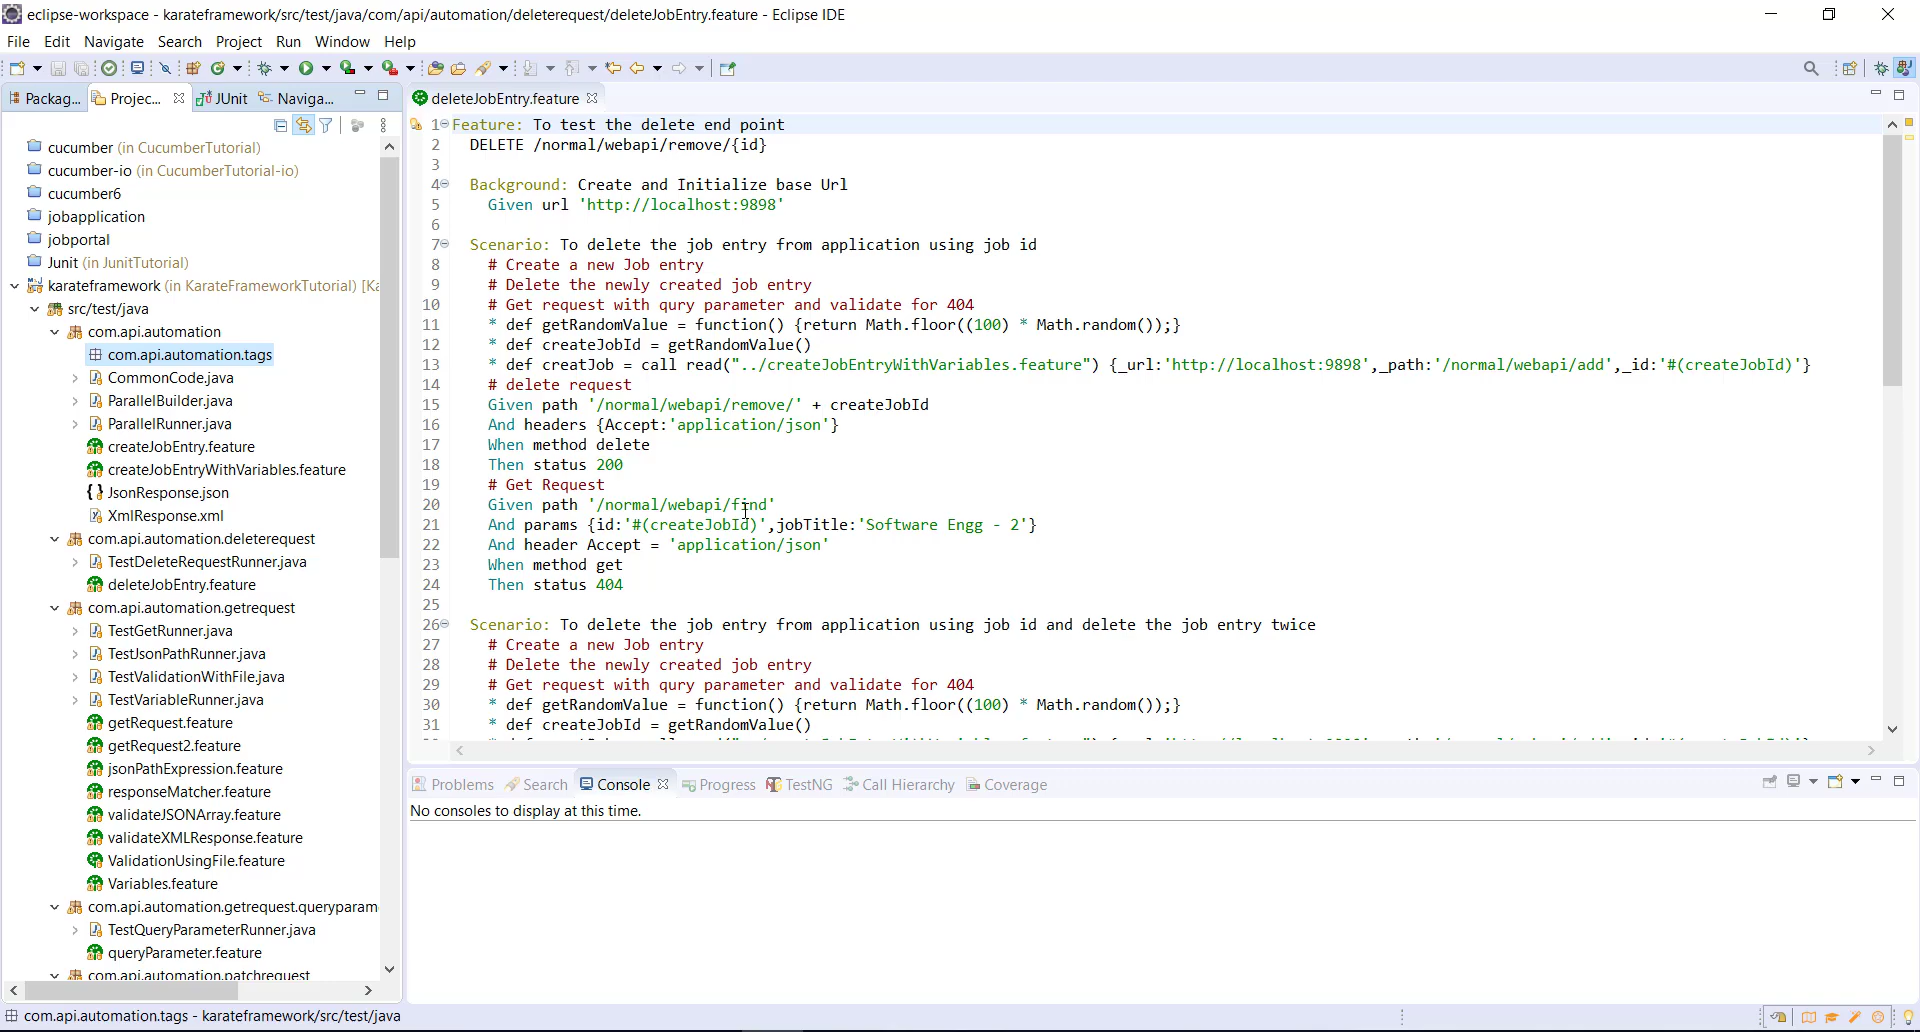 eclipse-workspace - karateframework/src/test/java/com/api/automation/deleterequest/deleteJobEntry.feature - Eclipse IDE
File Edit Navigate Search Project Run Window Help
Packag... Projec... JUnit Naviga...
deleteJobEntry.feature
cucumber (in CucumberTutorial)
cucumber-io (in CucumberTutorial-io)
cucumber6
jobapplication
jobportal
Junit (in JunitTutorial)
karateframework (in KarateFrameworkTutorial) [Ka
src/test/java
com.api.automation
com.api.automation.tags
CommonCode.java
ParallelBuilder.java
ParallelRunner.java
createJobEntry.feature
createJobEntryWithVariables.feature
JsonResponse.json
XmlResponse.xml
com.api.automation.deleterequest
TestDeleteRequestRunner.java
deleteJobEntry.feature
com.api.automation.getrequest
TestGetRunner.java
TestJsonPathRunner.java
TestValidationWithFile.java
TestVariableRunner.java
getRequest.feature
getRequest2.feature
jsonPathExpression.feature
responseMatcher.feature
validateJSONArray.feature
validateXMLResponse.feature
ValidationUsingFile.feature
Variables.feature
com.api.automation.getrequest.queryparam
TestQueryParameterRunner.java
queryParameter.feature
com.api.automation.patchrequest
1 Feature: To test the delete end point
2 DELETE /normal/webapi/remove/{id}
3
4 Background: Create and Initialize base Url
5 Given url 'http://localhost:9898'
6
7 Scenario: To delete the job entry from application using job id
8 # Create a new Job entry
9 # Delete the newly created job entry
10 # Get request with qury parameter and validate for 404
11 * def getRandomValue = function() {return Math.floor((100) * Math.random());}
12 * def createJobId = getRandomValue()
13 * def creatJob = call read("../createJobEntryWithVariables.feature") {_url:'http://localhost:9898',_path:'/normal/webapi/add',_id:'#(createJobId)'}
14 # delete request
15 Given path '/normal/webapi/remove/' + createJobId
16 And headers {Accept:'application/json'}
17 When method delete
18 Then status 200
19 # Get Request
20 Given path '/normal/webapi/find'
21 And params {id:'#(createJobId)',jobTitle:'Software Engg - 2'}
22 And header Accept = 'application/json'
23 When method get
24 Then status 404
25
26 Scenario: To delete the job entry from application using job id and delete the job entry twice
27 # Create a new Job entry
28 # Delete the newly created job entry
29 # Get request with qury parameter and validate for 404
30 * def getRandomValue = function() {return Math.floor((100) * Math.random());}
31 * def createJobId = getRandomValue()
Problems Search Console Progress TestNG Call Hierarchy Coverage
No consoles to display at this time.
com.api.automation.tags - karateframework/src/test/java